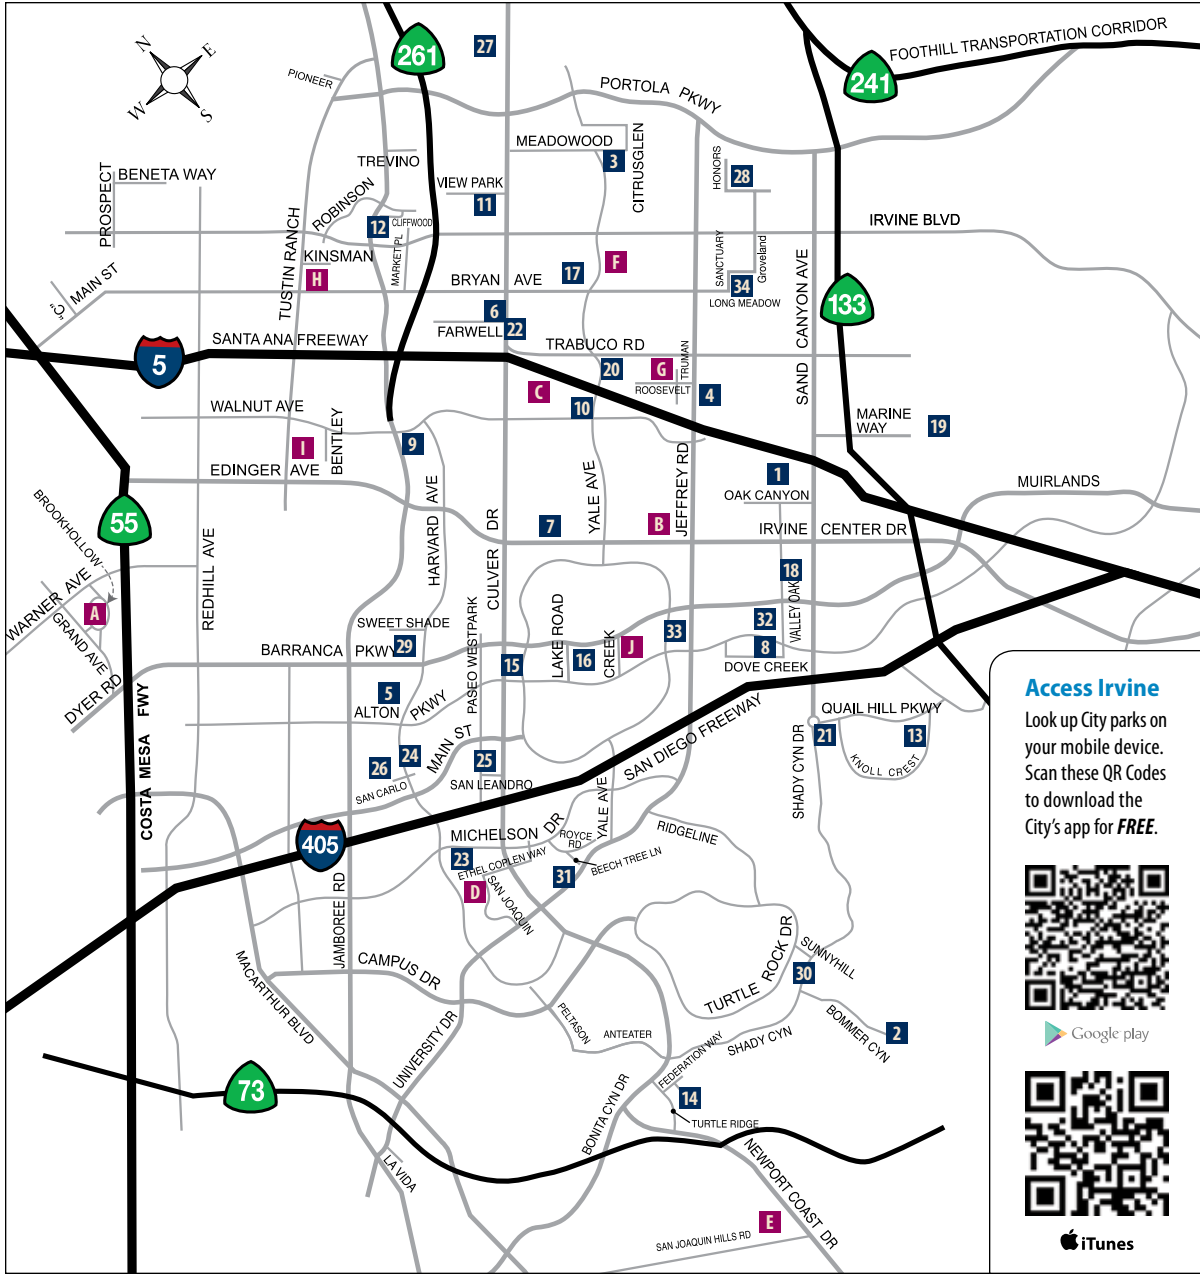 N
E
W
S
261
27
241
FOOTHILL TRANSPORTATION CORRIDOR
PIONEER
PORTOLA PKWY
MEADOWOOD
CITRUSGLEN
3
TREVINO
HONORS
28
BENETA WAY
PROSPECT
VIEW PARK
11
ROBINSON
12
CLIFFWOOD
IRVINE BLVD
MARKET PL
TUSTIN RANCH
KINSMAN
H
MAIN ST
"C"
BRYAN AVE
17
F
SANCTUARY
Groveland
34
LONG MEADOW
SAND CANYON AVE
133
6
FARWELL
22
SANTA ANA FREEWAY
5
TRABUCO RD
20
G
TRUMAN
ROOSEVELT
C
10
4
WALNUT AVE
BENTLEY
I
9
MARINE
WAY
19
EDINGER AVE
1
OAK CANYON
MUIRLANDS
BROOKHOLLOW
55
REDHILL AVE
HARVARD AVE
CULVER DR
7
YALE AVE
B
JEFFREY RD
IRVINE CENTER DR
WARNER AVE
A
GRAND AVE
18
VALLEY OAK
SWEET SHADE
29
BARRANCA PKWY
PASEO WESTPARK
LAKE ROAD
CREEK
J
33
32
8
DOVE CREEK
15
16
DYER RD
5
ALTON PKWY
COSTA MESA FWY
MAIN ST
24
26
SAN CARLO
25
SAN LEANDRO
SAN DIEGO FREEWAY
QUAIL HILL PKWY
21
13
KNOLL CREST
SHADY CYN DR
405
MICHELSON DR
YALE AVE
ROYCE
RD
RIDGELINE
23
ETHEL COPLEN WAY
BEECH TREE LN
31
D
SAN JOAQUIN
JAMBOREE RD
MACARTHUR BLVD
CAMPUS DR
TURTLE ROCK DR
SUNNYHILL
30
PELTASON
ANTEATER
SHADY CYN
BOMMER CYN
2
UNIVERSITY DR
FEDERATION WAY
73
14
TURTLE RIDGE
BONITA CYN DR
LA VIDA
NEWPORT COAST DR
E
SAN JOAQUIN HILLS RD
Access Irvine
Look up City parks on
your mobile device.
Scan these QR Codes
to download the
City's app for FREE.
Google play
iTunes